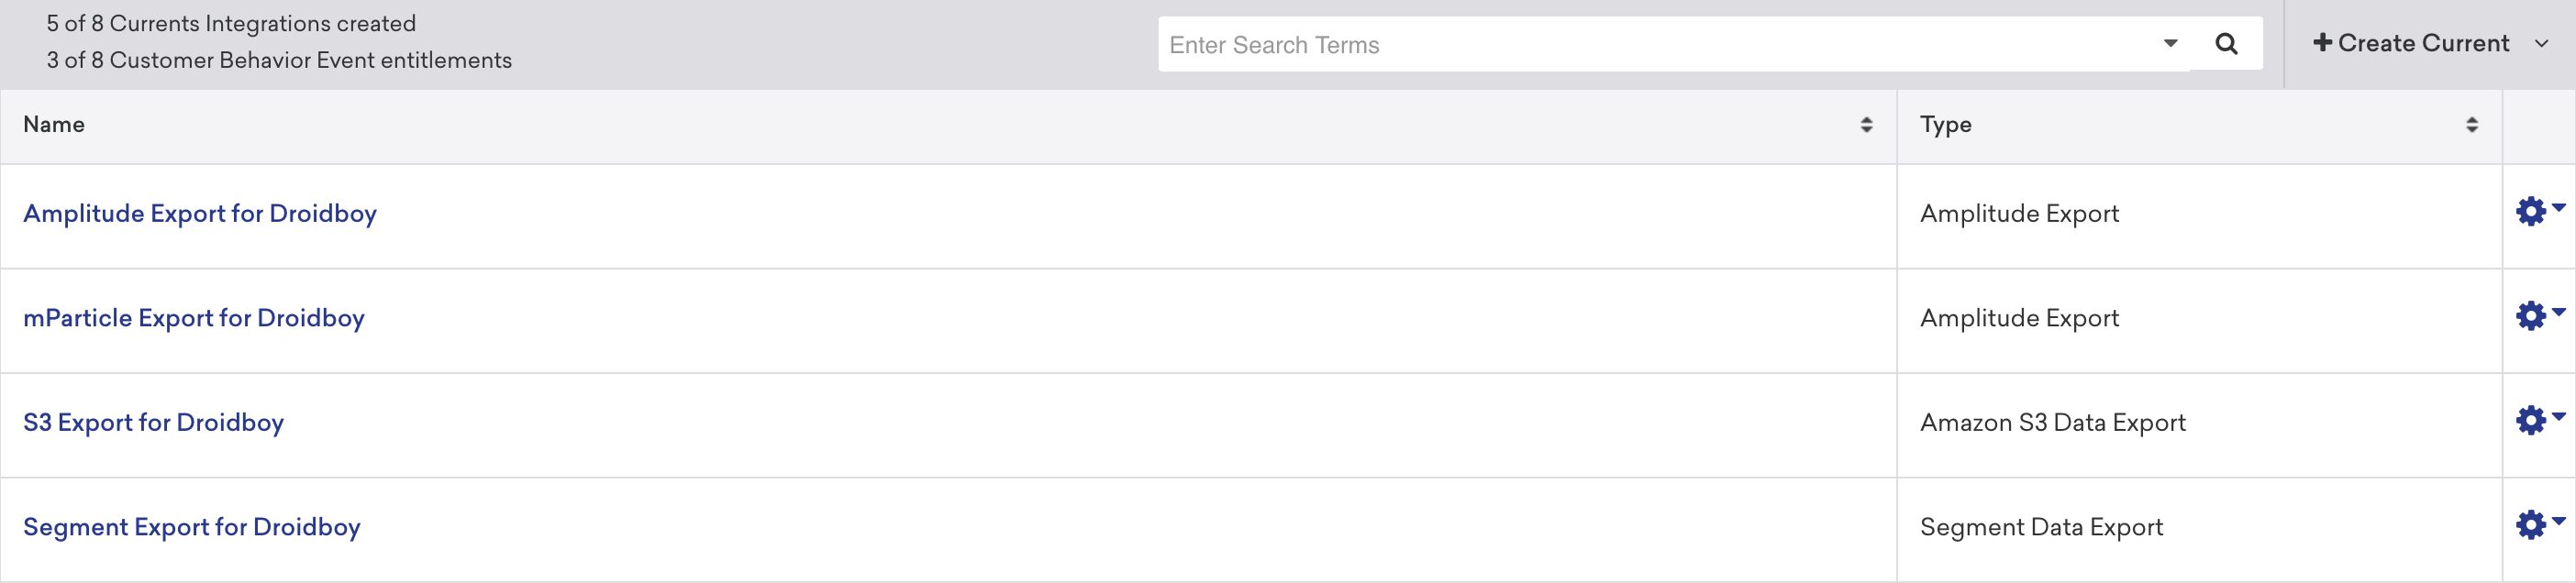 5 of 8 Currents Integrations created
3 of 8 Customer Behavior Event entitlements
Enter Search Terms
Create Current
Name Type
Amplitude Export for Droidboy Amplitude Export
mParticle Export for Droidboy Amplitude Export
S3 Export for Droidboy Amazon S3 Data Export
Segment Export for Droidboy Segment Data Export